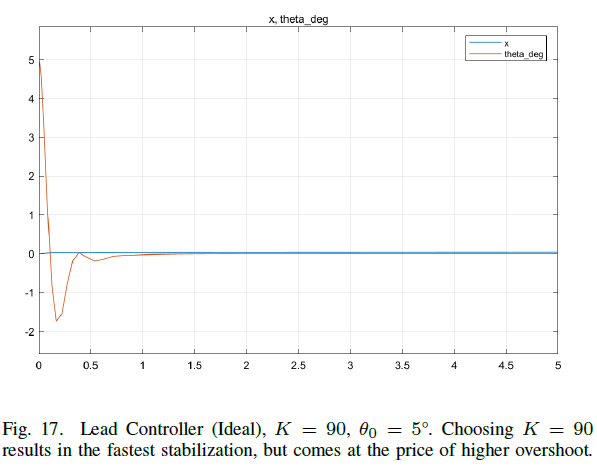 x, theta_deg
x
theta_deg
5
4
3
2
1
0
-1
-2
0 0.5 1 1.5 2 2.5 3 3.5 4 4.5 5
Fig. 17. Lead Controller (Ideal), K = 90, θ₀ = 5°. Choosing K = 90
results in the fastest stabilization, but comes at the price of higher overshoot.